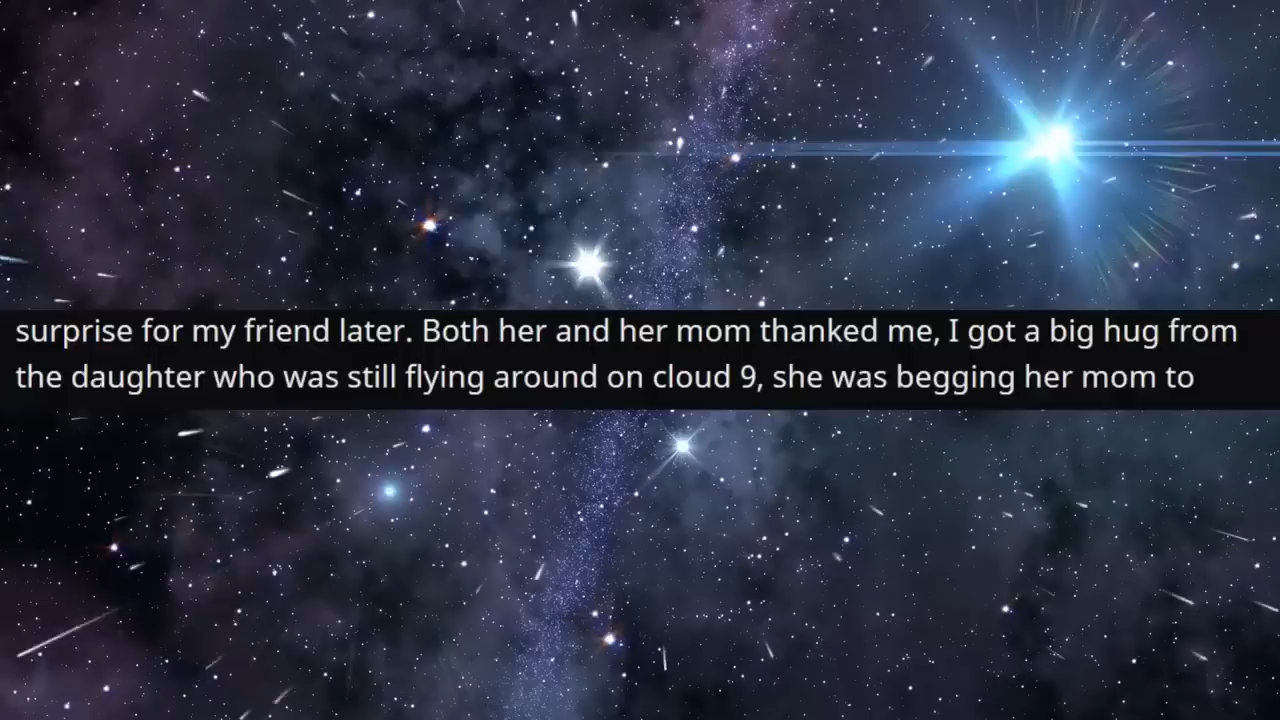 surprise for my friend later. Both her and her mom thanked me, I got a big hug from
the daughter who was still flying around on cloud 9, she was begging her mom to